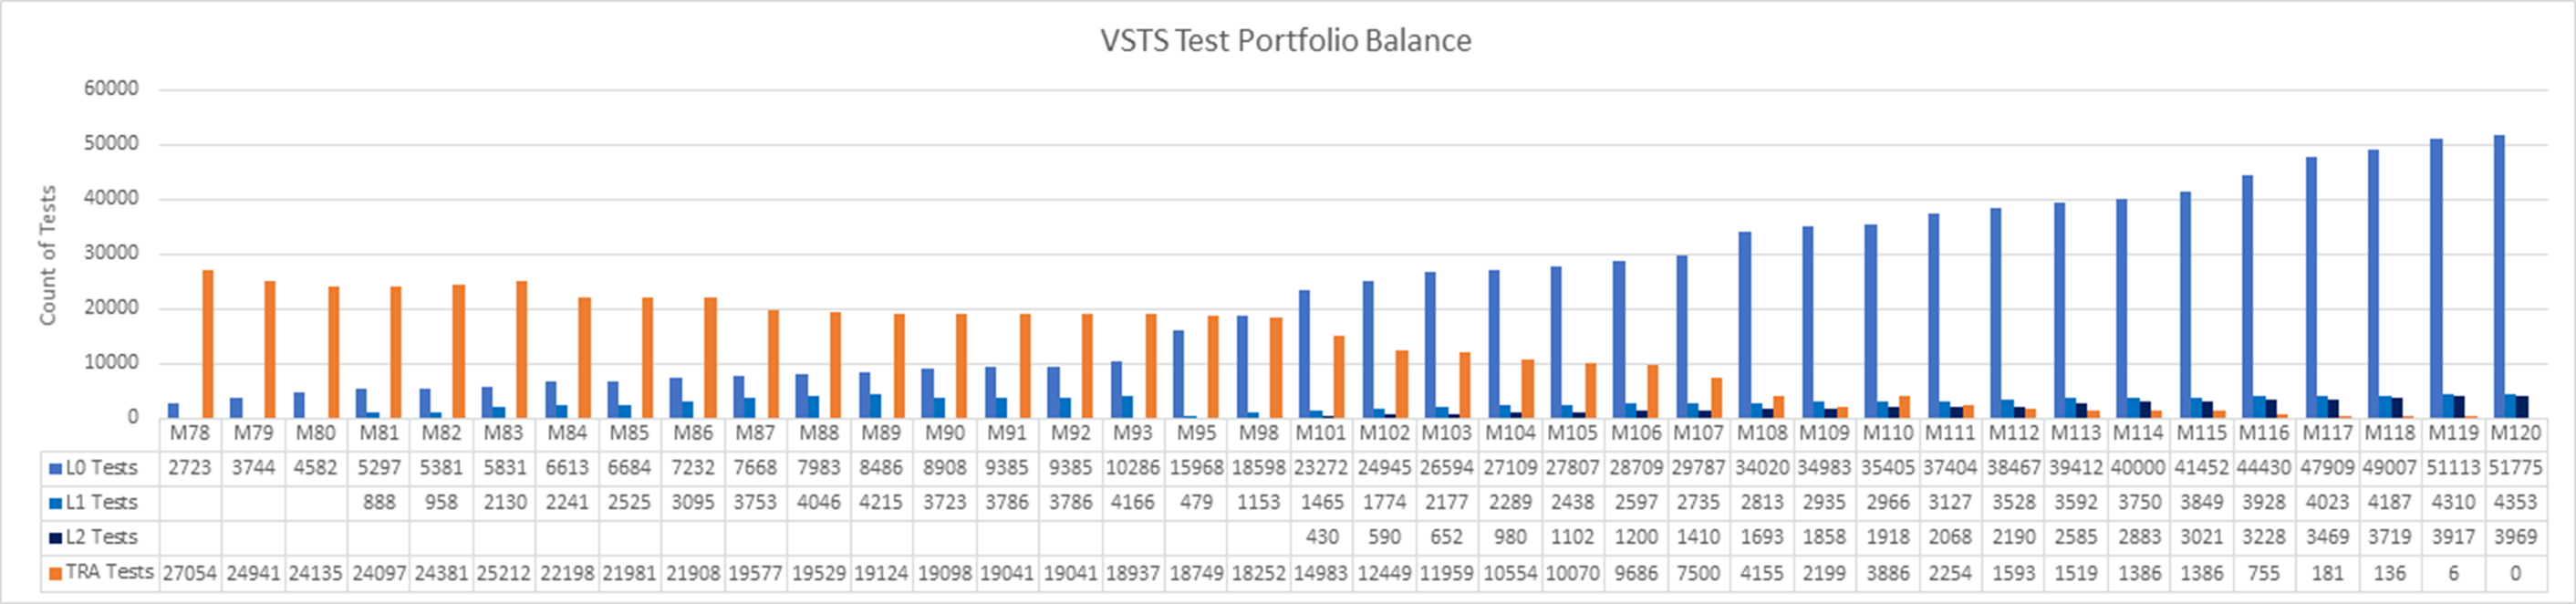 VSTS Test Portfolio Balance
60000
50000
40000
30000
20000
10000
0
Count of Tests
M78 M79 M80 M81 M82 M83 M84 M85 M86 M87 M88 M89 M90 M91 M92 M93 M95 M98 M101 M102 M103 M104 M105 M106 M107 M108 M109 M110 M111 M112 M113 M114 M115 M116 M117 M118 M119 M120
L0 Tests 2723 3744 4582 5297 5381 5831 6613 6684 7232 7668 7983 8486 8908 9385 9385 10286 15968 18598 23272 24945 26594 27109 27807 28709 29787 34020 34983 35405 37404 38467 39412 40000 41452 44430 47909 49007 51113 51775
L1 Tests 888 958 2130 2241 2525 3095 3753 4046 4215 3723 3786 3786 4166 479 1153 1465 1774 2177 2289 2438 2597 2735 2813 2935 2966 3127 3528 3592 3750 3849 3928 4023 4187 4310 4353
L2 Tests 430 590 652 980 1102 1200 1410 1693 1858 1918 2068 2190 2585 2883 3021 3228 3469 3719 3917 3969
TRA Tests 27054 24941 24135 24097 24381 25212 22198 21981 21908 19577 19529 19124 19098 19041 19041 18937 18749 18252 14983 12449 11959 10554 10070 9686 7500 4155 2199 3886 2254 1593 1519 1386 1386 755 181 136 6 0